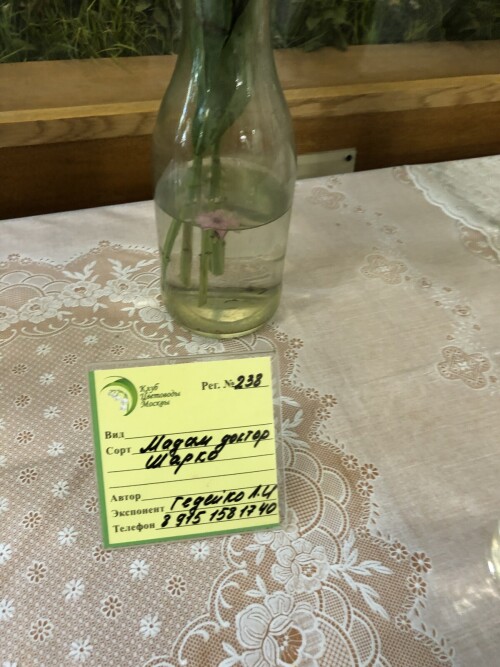 Клуб
Цветоводы
Москвы
Рег. № 238
Вид
Сорт Мадам доктор
Шарко
Автор
Экспонент Гедейко Л.И
Телефон 8 915 158 17 40